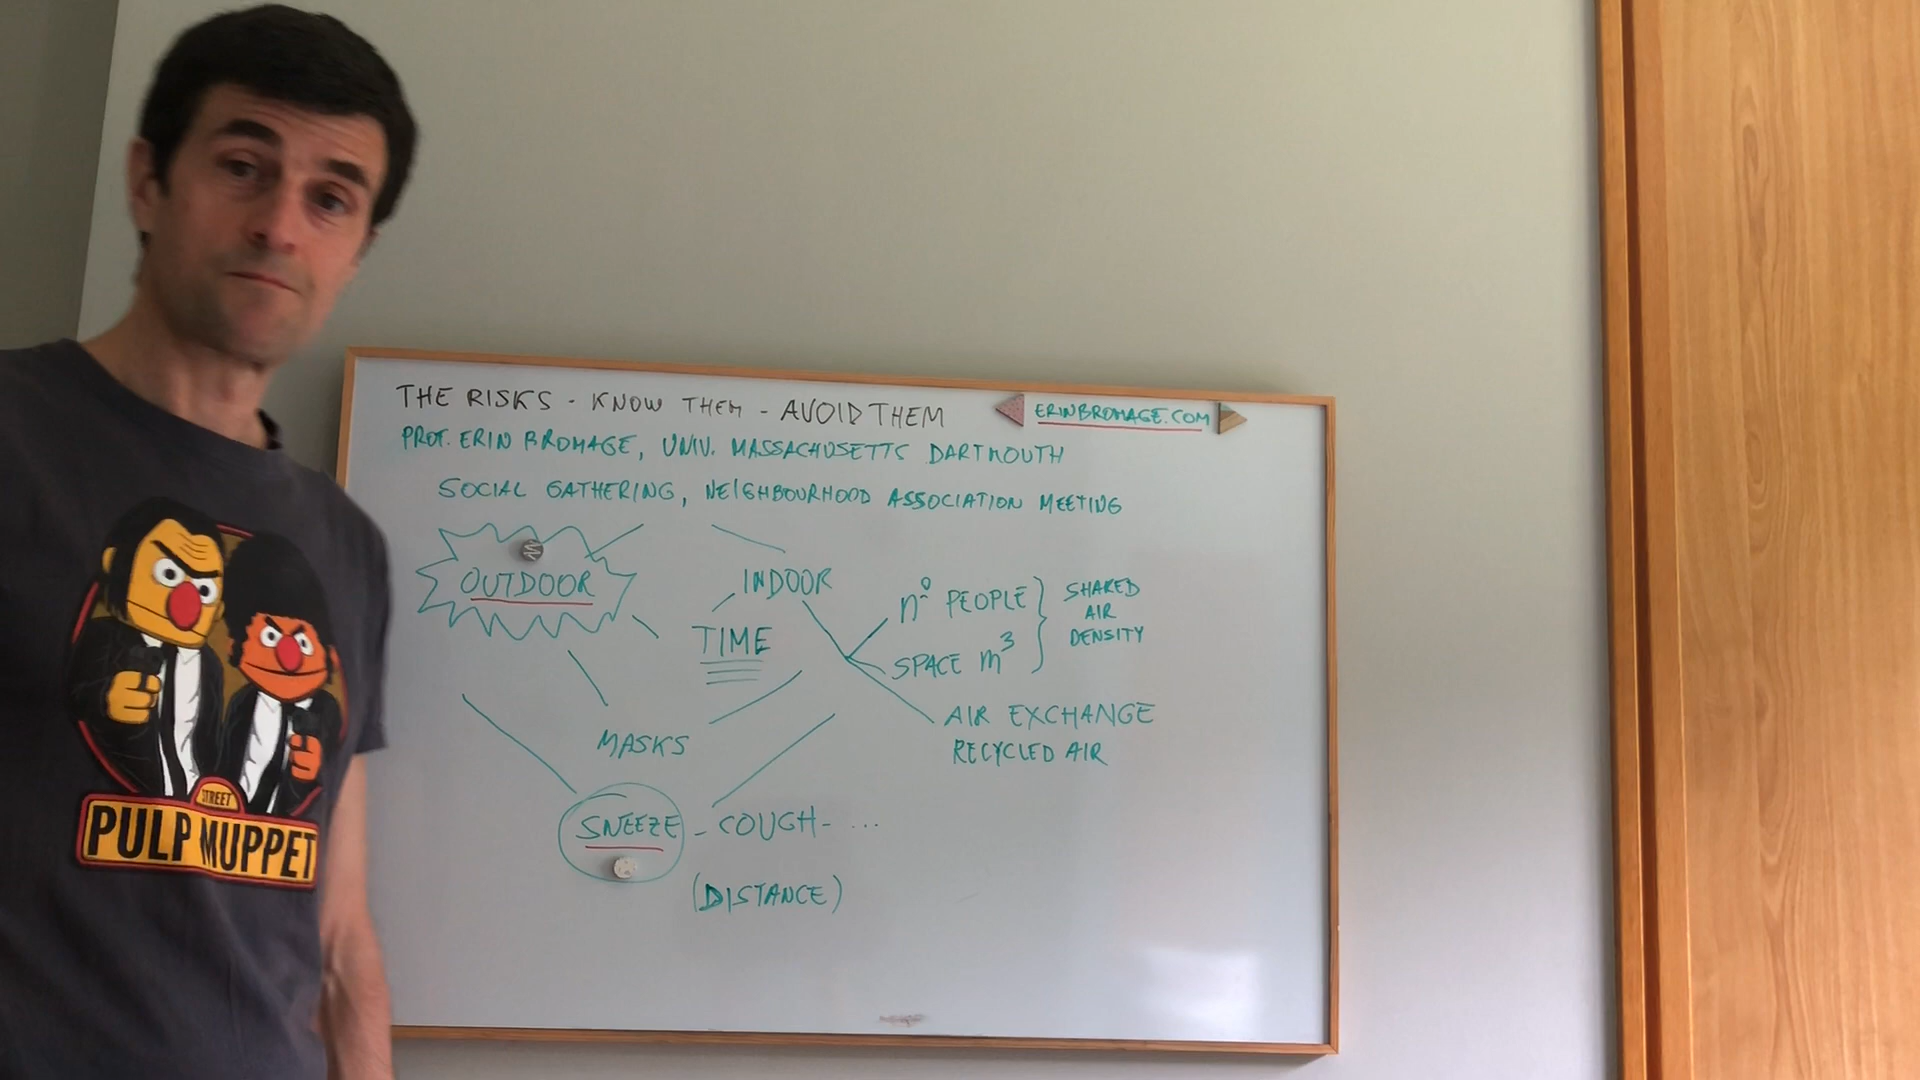 THE RISKS - KNOW THEM - AVOID THEM
ERINBROMAGE.COM
PROF. ERIN BROMAGE, UNIV. MASSACHUSETTS DARTMOUTH
SOCIAL GATHERING, NEIGHBOURHOOD ASSOCIATION MEETING
OUTDOOR
INDOOR
TIME
nº PEOPLE
SPACE m³
SHARED
AIR
DENSITY
AIR EXCHANGE
RECYCLED AIR
MASKS
SNEEZE - COUGH - ...
(DISTANCE)
STREET
PULP MUPPET